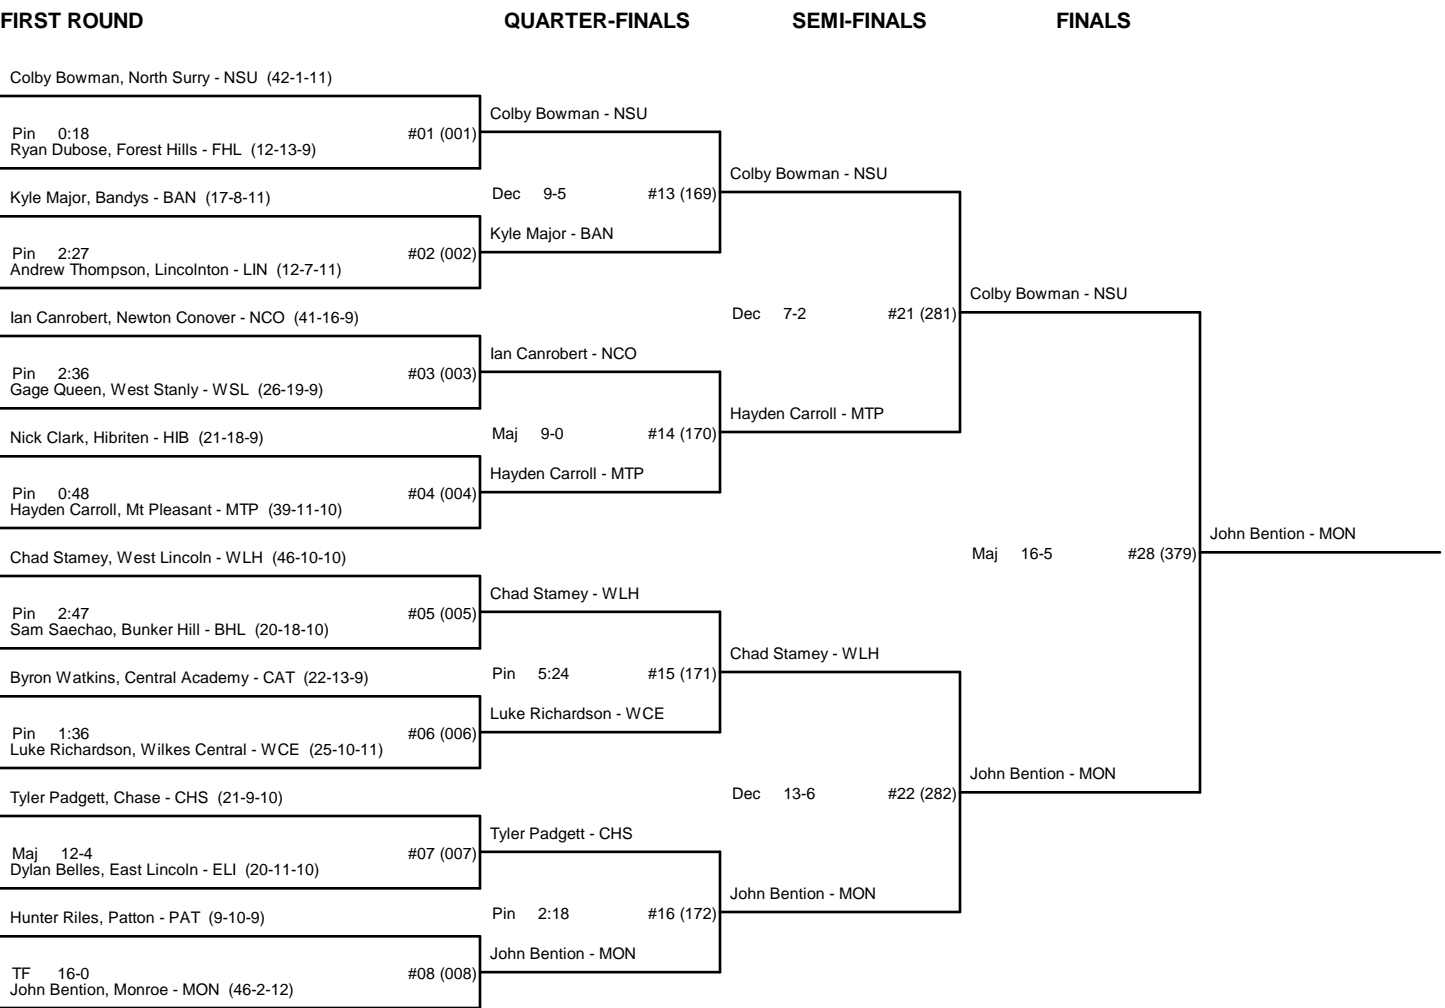 FIRST ROUND QUARTER-FINALS SEMI-FINALS FINALS
Colby Bowman, North Surry - NSU (42-1-11)
Colby Bowman - NSU
Pin 0:18 #01 (001)
Ryan Dubose, Forest Hills - FHL (12-13-9)
Colby Bowman - NSU
Kyle Major, Bandys - BAN (17-8-11)
Dec 9-5 #13 (169)
Kyle Major - BAN
Pin 2:27 #02 (002)
Andrew Thompson, Lincolnton - LIN (12-7-11)
Colby Bowman - NSU
Ian Canrobert, Newton Conover - NCO (41-16-9)
Dec 7-2 #21 (281)
Ian Canrobert - NCO
Pin 2:36 #03 (003)
Gage Queen, West Stanly - WSL (26-19-9)
Hayden Carroll - MTP
Nick Clark, Hibriten - HIB (21-18-9)
Maj 9-0 #14 (170)
Hayden Carroll - MTP
Pin 0:48 #04 (004)
Hayden Carroll, Mt Pleasant - MTP (39-11-10)
John Bention - MON
Chad Stamey, West Lincoln - WLH (46-10-10)
Maj 16-5 #28 (379)
Chad Stamey - WLH
Pin 2:47 #05 (005)
Sam Saechao, Bunker Hill - BHL (20-18-10)
Chad Stamey - WLH
Byron Watkins, Central Academy - CAT (22-13-9)
Pin 5:24 #15 (171)
Luke Richardson - WCE
Pin 1:36 #06 (006)
Luke Richardson, Wilkes Central - WCE (25-10-11)
John Bention - MON
Tyler Padgett, Chase - CHS (21-9-10)
Dec 13-6 #22 (282)
Tyler Padgett - CHS
Maj 12-4 #07 (007)
Dylan Belles, East Lincoln - ELI (20-11-10)
John Bention - MON
Hunter Riles, Patton - PAT (9-10-9)
Pin 2:18 #16 (172)
John Bention - MON
TF 16-0 #08 (008)
John Bention, Monroe - MON (46-2-12)